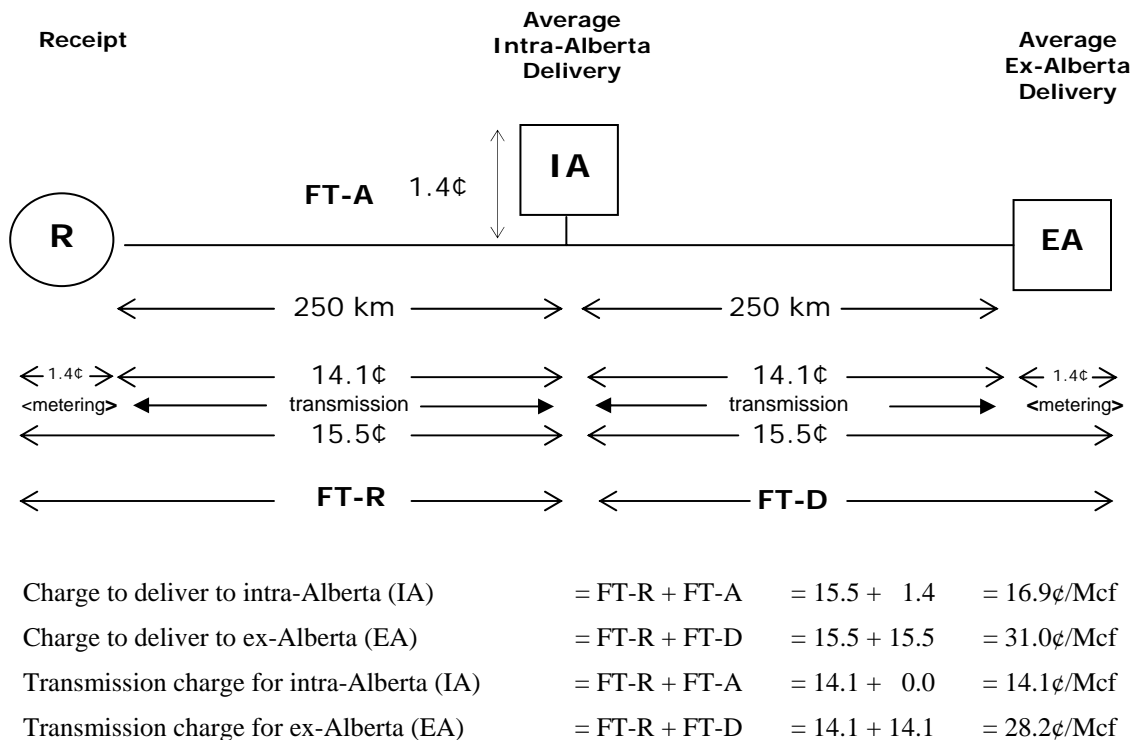 Receipt
Average
Intra-Alberta
Delivery
Average
Ex-Alberta
Delivery
FT-A 1.4¢
IA
R
EA
250 km 250 km
1.4¢ 14.1¢ 14.1¢ 1.4¢
<metering> transmission transmission <metering>
15.5¢ 15.5¢
FT-R FT-D
Charge to deliver to intra-Alberta (IA) = FT-R + FT-A = 15.5 + 1.4 = 16.9¢/Mcf
Charge to deliver to ex-Alberta (EA) = FT-R + FT-D = 15.5 + 15.5 = 31.0¢/Mcf
Transmission charge for intra-Alberta (IA) = FT-R + FT-A = 14.1 + 0.0 = 14.1¢/Mcf
Transmission charge for ex-Alberta (EA) = FT-R + FT-D = 14.1 + 14.1 = 28.2¢/Mcf